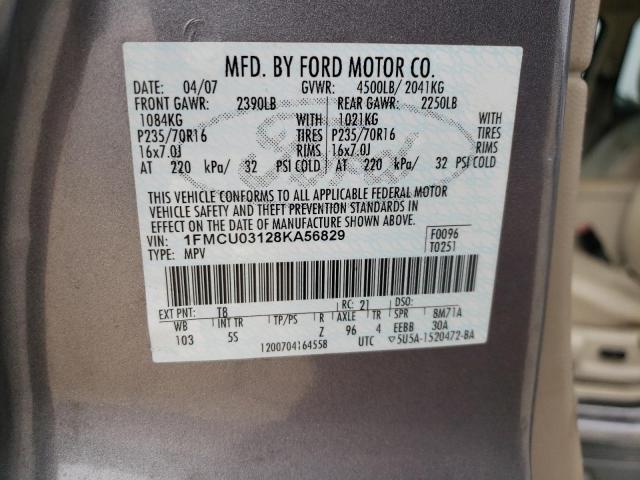 MFD. BY FORD MOTOR CO.
DATE: 04/07 GVWR: 4500LB/ 2041KG
FRONT GAWR: 2390LB REAR GAWR: 2250LB
1084KG WITH 1021KG WITH
P235/70R16 TIRES P235/70R16 TIRES
16x7.0J RIMS 16x7.0J RIMS
AT 220 kPa/ 32 PSI COLD AT 220 kPa/ 32 PSI COLD
THIS VEHICLE CONFORMS TO ALL APPLICABLE FEDERAL MOTOR
VEHICLE SAFETY AND THEFT PREVENTION STANDARDS IN
EFFECT ON THE DATE OF MANUFACTURE SHOWN ABOVE.
VIN: 1FMCU03128KA56829 F0096
TYPE: MPV T0251
EXT PNT: T8 RC: 21 DSO:
WB INT TR TP/PS R AXLE TR SPR 8M71A
103 5S Z 96 4 EEBB 30A
1200704164558 UTC ▽5U5A-1520472-BA
Ford